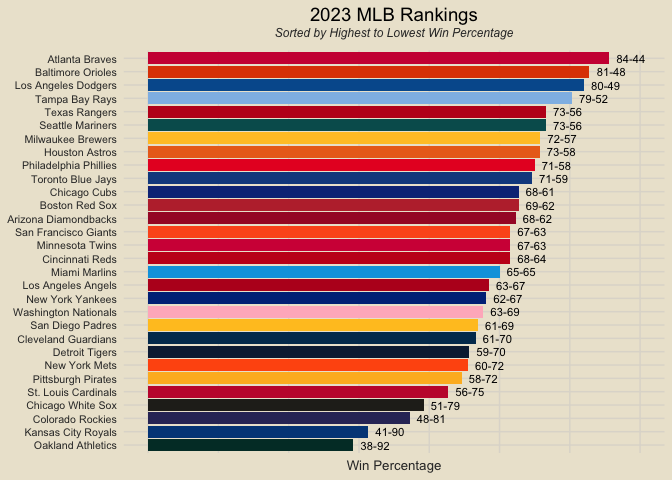 2023 MLB Rankings
Sorted by Highest to Lowest Win Percentage
Atlanta Braves 84-44
Baltimore Orioles 81-48
Los Angeles Dodgers 80-49
Tampa Bay Rays 79-52
Texas Rangers 73-56
Seattle Mariners 73-56
Milwaukee Brewers 72-57
Houston Astros 73-58
Philadelphia Phillies 71-58
Toronto Blue Jays 71-59
Chicago Cubs 68-61
Boston Red Sox 69-62
Arizona Diamondbacks 68-62
San Francisco Giants 67-63
Minnesota Twins 67-63
Cincinnati Reds 68-64
Miami Marlins 65-65
Los Angeles Angels 63-67
New York Yankees 62-67
Washington Nationals 63-69
San Diego Padres 61-69
Cleveland Guardians 61-70
Detroit Tigers 59-70
New York Mets 60-72
Pittsburgh Pirates 58-72
St. Louis Cardinals 56-75
Chicago White Sox 51-79
Colorado Rockies 48-81
Kansas City Royals 41-90
Oakland Athletics 38-92
Win Percentage